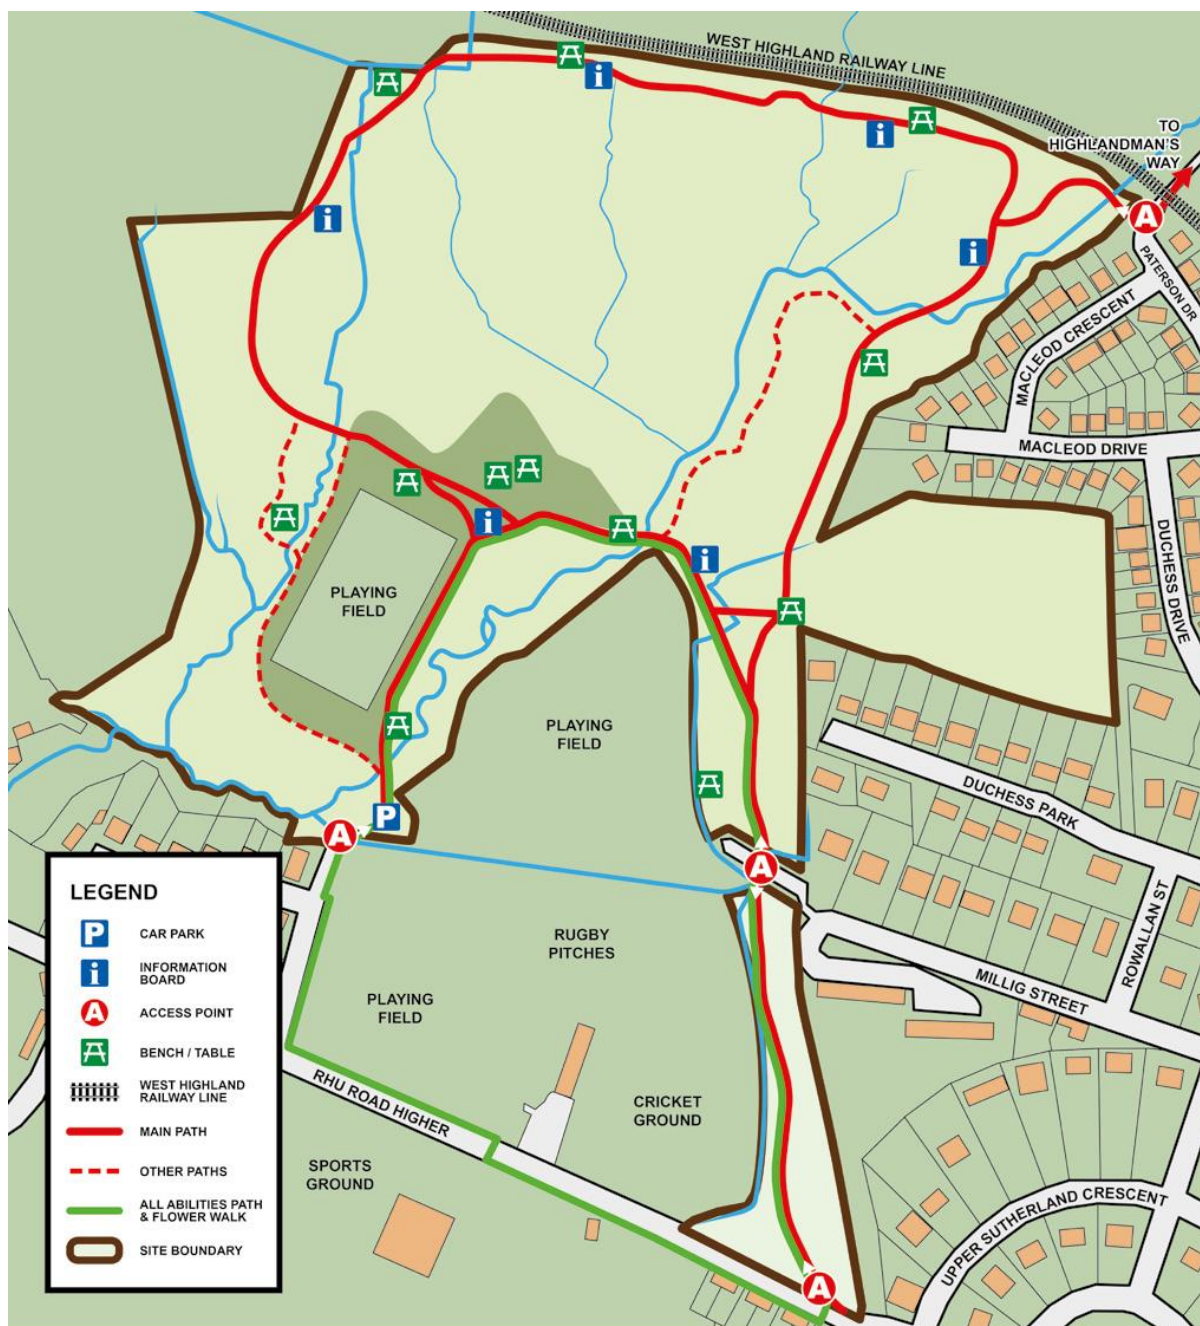 WEST HIGHLAND RAILWAY LINE
i
i
TO
HIGHLANDMAN'S
WAY
A
i
i
PATERSON DR
MACLEOD CRESCENT
MACLEOD DRIVE
DUCHESS DRIVE
i
i
PLAYING
FIELD
PLAYING
FIELD
DUCHESS PARK
P
A
A
ROWALLAN ST
MILLIG STREET
RUGBY
PITCHES
PLAYING
FIELD
CRICKET
GROUND
RHU ROAD HIGHER
SPORTS
GROUND
UPPER SUTHERLAND CRESCENT
A
LEGEND
P CAR PARK
i INFORMATION
BOARD
A ACCESS POINT
BENCH / TABLE
WEST HIGHLAND
RAILWAY LINE
MAIN PATH
OTHER PATHS
ALL ABILITIES PATH
& FLOWER WALK
SITE BOUNDARY